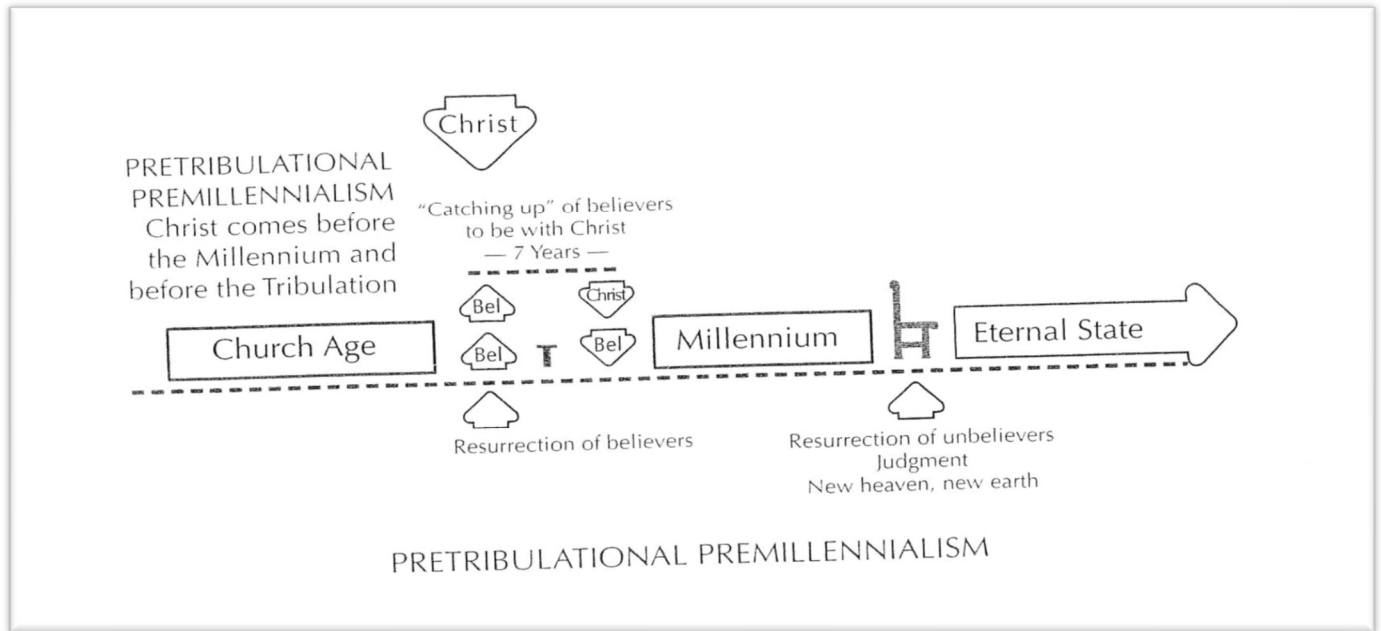 Christ
PRETRIBULATIONAL
PREMILLENNIALISM
Christ comes before
the Millennium and
before the Tribulation
“Catching up” of believers
to be with Christ
— 7 Years —
Bel
Christ
Church Age
Bel
T
Bel
Millennium
Eternal State
Resurrection of believers
Resurrection of unbelievers
Judgment
New heaven, new earth
PRETRIBULATIONAL PREMILLENNIALISM